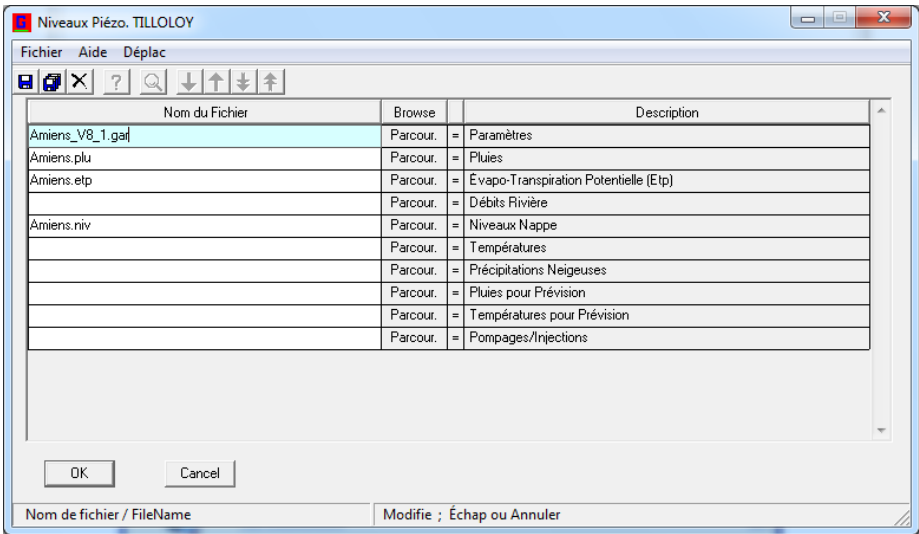 G Niveaux Piézo. TILLOLOY
Fichier Aide Déplac
?
Nom du Fichier Browse Description
Amiens_V8_1.gar Parcour. = Paramètres
Amiens.plu Parcour. = Pluies
Amiens.etp Parcour. = Évapo-Transpiration Potentielle (Etp)
Parcour. = Débits Rivière
Amiens.niv Parcour. = Niveaux Nappe
Parcour. = Températures
Parcour. = Précipitations Neigeuses
Parcour. = Pluies pour Prévision
Parcour. = Températures pour Prévision
Parcour. = Pompages/Injections
OK Cancel
Nom de fichier / FileName Modifie ; Échap ou Annuler